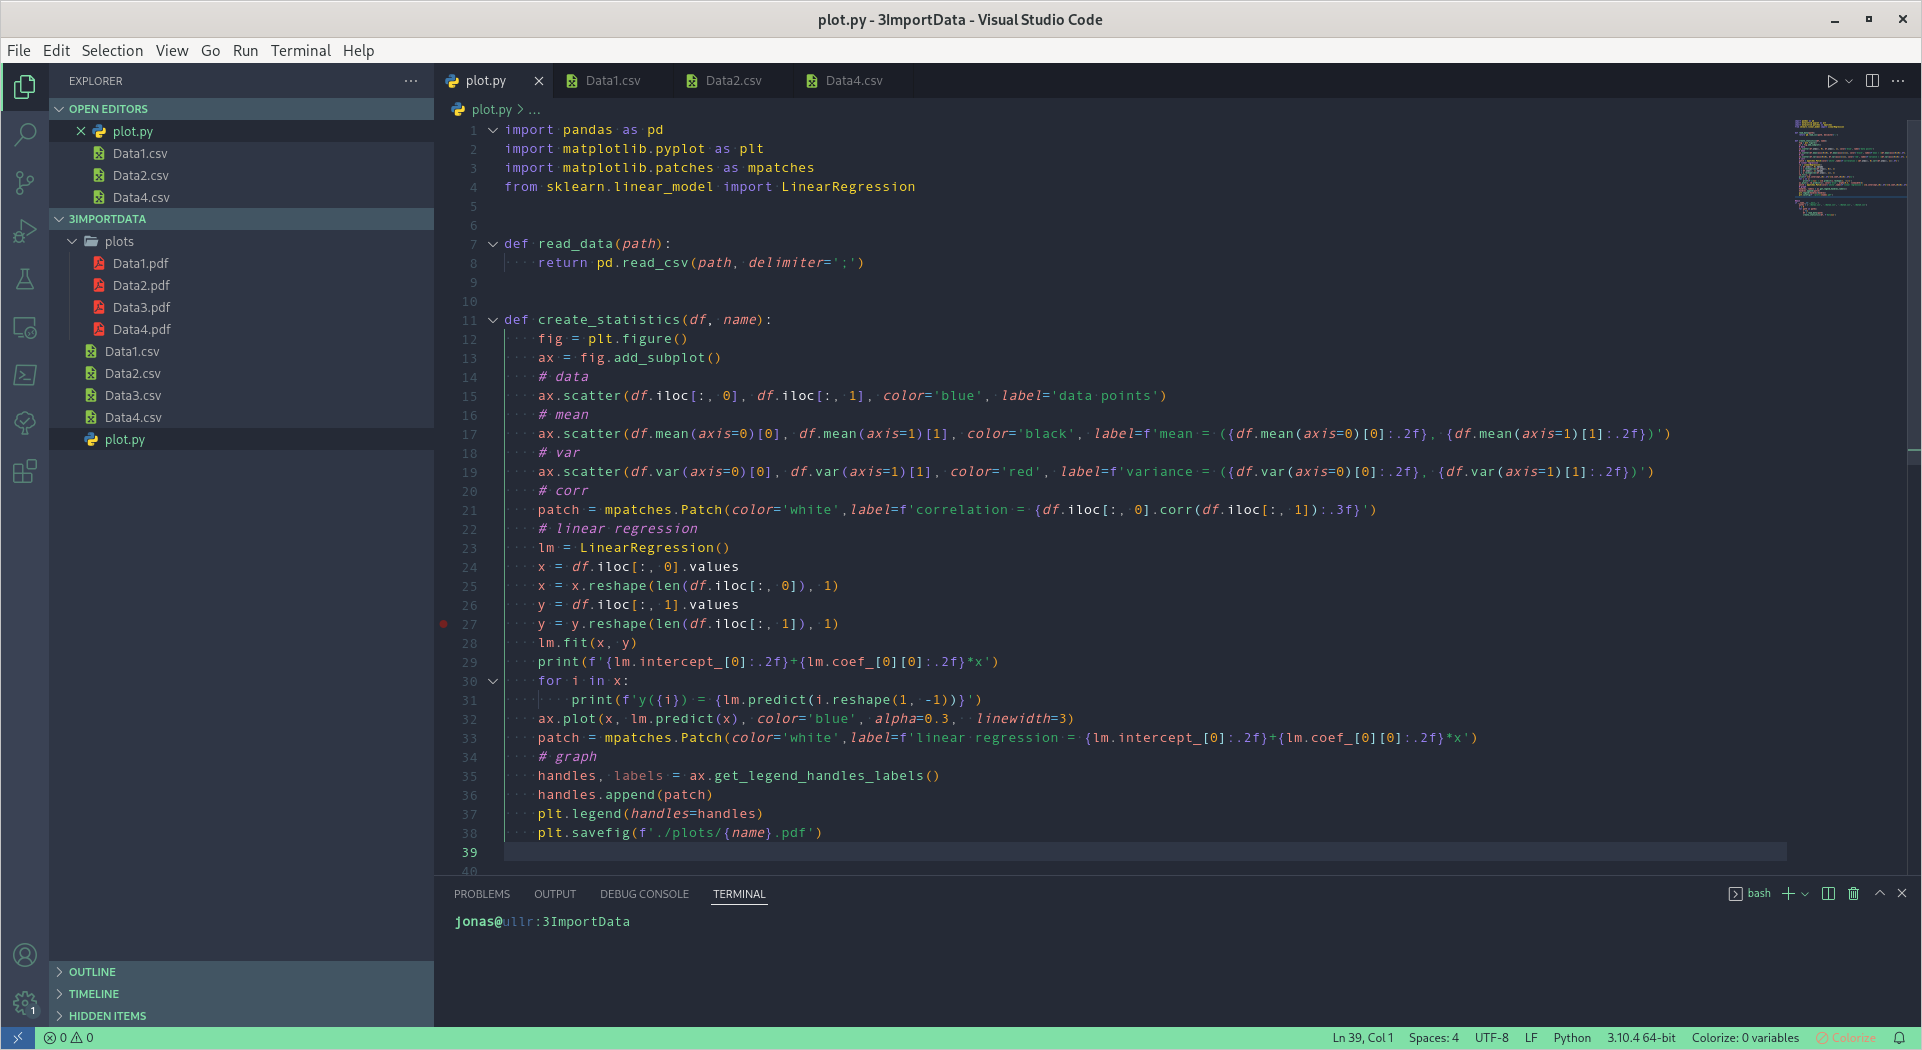 plot.py - 3ImportData - Visual Studio Code
File Edit Selection View Go Run Terminal Help
EXPLORER
OPEN EDITORS
plot.py
Data1.csv
Data2.csv
Data4.csv
3IMPORTDATA
plots
Data1.pdf
Data2.pdf
Data3.pdf
Data4.pdf
Data1.csv
Data2.csv
Data3.csv
Data4.csv
plot.py
OUTLINE
TIMELINE
HIDDEN ITEMS
1
plot.py Data1.csv Data2.csv Data4.csv
plot.py > ...
1 import pandas as pd
2 import matplotlib.pyplot as plt
3 import matplotlib.patches as mpatches
4 from sklearn.linear_model import LinearRegression
5
6
7 def read_data(path):
8     return pd.read_csv(path, delimiter=';')
9
10
11 def create_statistics(df, name):
12     fig = plt.figure()
13     ax = fig.add_subplot()
14     # data
15     ax.scatter(df.iloc[:, 0], df.iloc[:, 1], color='blue', label='data points')
16     # mean
17     ax.scatter(df.mean(axis=0)[0], df.mean(axis=1)[1], color='black', label=f'mean = ({df.mean(axis=0)[0]:.2f}, {df.mean(axis=1)[1]:.2f})')
18     # var
19     ax.scatter(df.var(axis=0)[0], df.var(axis=1)[1], color='red', label=f'variance = ({df.var(axis=0)[0]:.2f}, {df.var(axis=1)[1]:.2f})')
20     # corr
21     patch = mpatches.Patch(color='white',label=f'correlation = {df.iloc[:, 0].corr(df.iloc[:, 1]):.3f}')
22     # linear regression
23     lm = LinearRegression()
24     x = df.iloc[:, 0].values
25     x = x.reshape(len(df.iloc[:, 0]), 1)
26     y = df.iloc[:, 1].values
27     y = y.reshape(len(df.iloc[:, 1]), 1)
28     lm.fit(x, y)
29     print(f'{lm.intercept_[0]:.2f}+{lm.coef_[0][0]:.2f}*x')
30     for i in x:
31         print(f'y({i}) = {lm.predict(i.reshape(1, -1))}')
32     ax.plot(x, lm.predict(x), color='blue', alpha=0.3,  linewidth=3)
33     patch = mpatches.Patch(color='white',label=f'linear regression = {lm.intercept_[0]:.2f}+{lm.coef_[0][0]:.2f}*x')
34     # graph
35     handles, labels = ax.get_legend_handles_labels()
36     handles.append(patch)
37     plt.legend(handles=handles)
38     plt.savefig(f'./plots/{name}.pdf')
39
40
PROBLEMS OUTPUT DEBUG CONSOLE TERMINAL
bash
jonas@ullr:3ImportData
0 0
Ln 39, Col 1 Spaces: 4 UTF-8 LF Python 3.10.4 64-bit Colorize: 0 variables Colorize